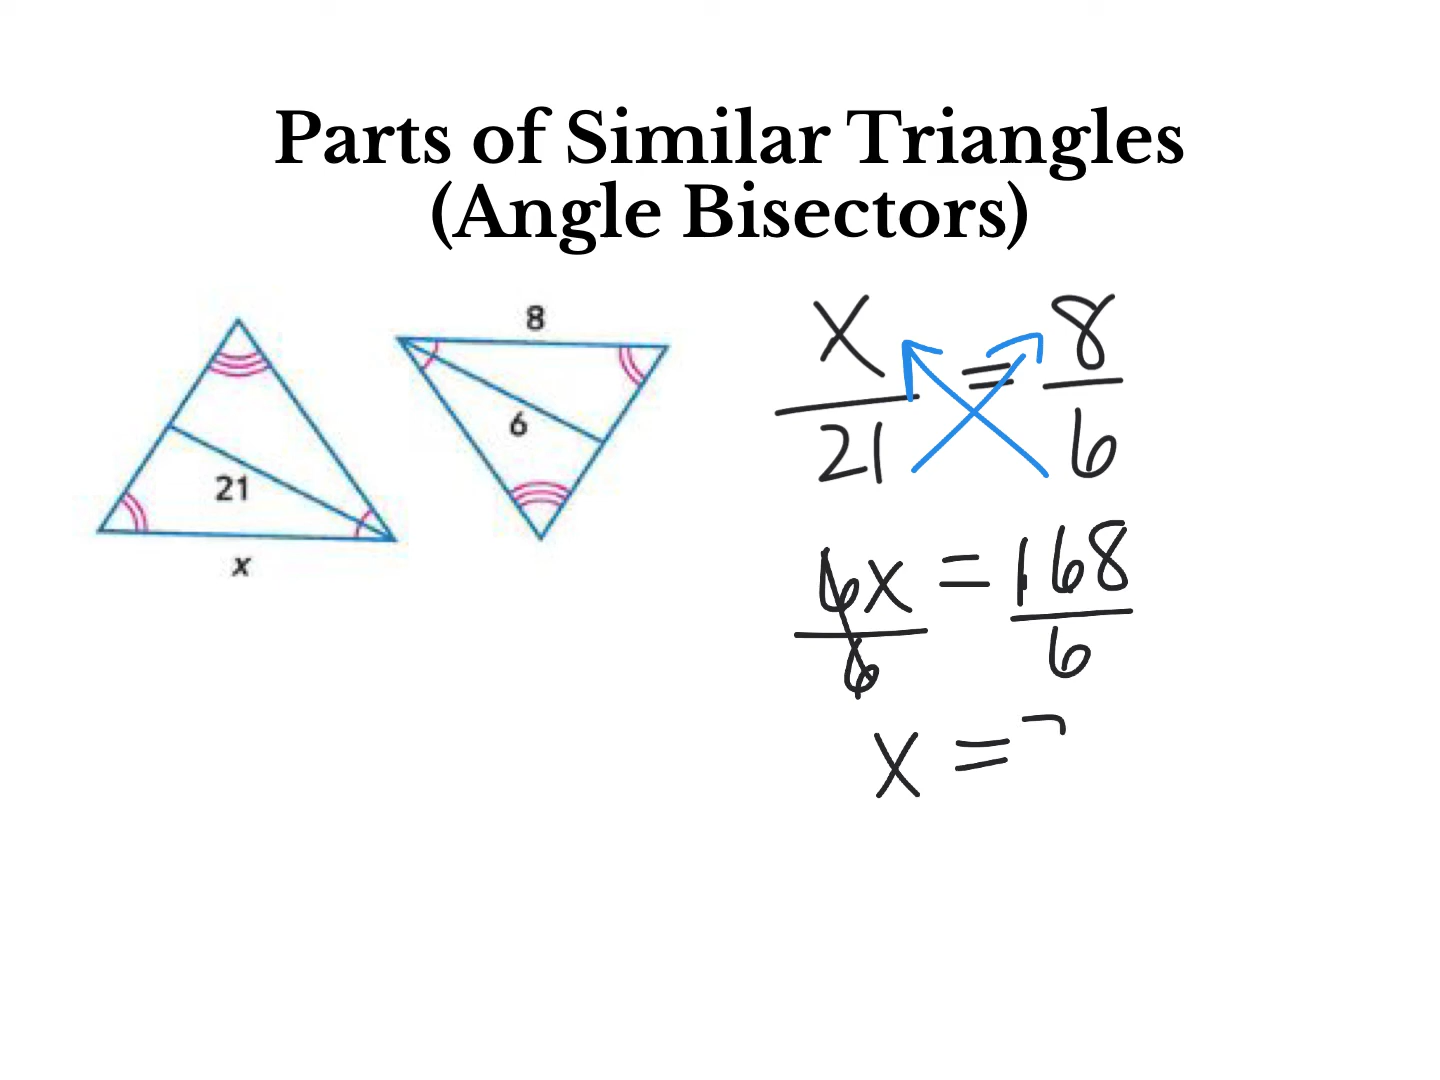 Parts of Similar Triangles
(Angle Bisectors)
8
6
21
x
x/21 = 8/6
6x/6 = 168/6
x =